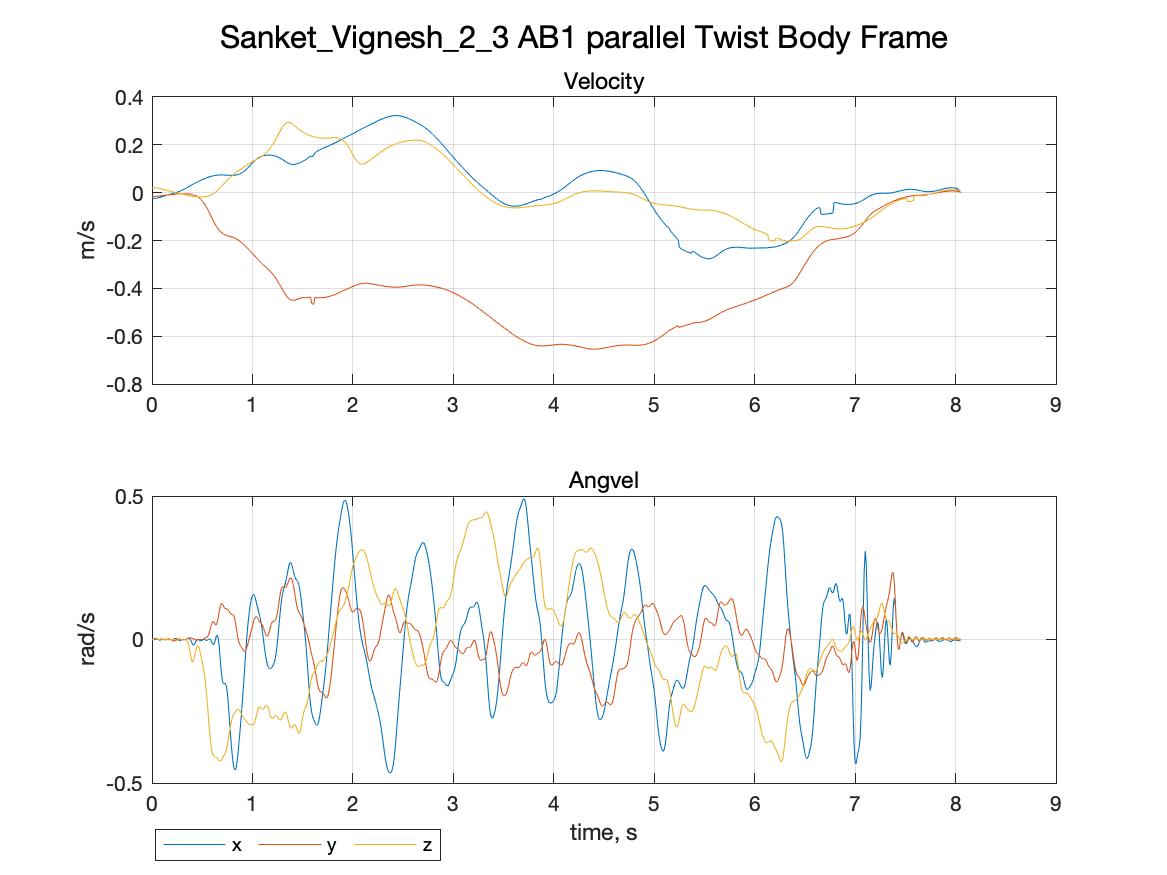 Sanket_Vignesh_2_3 AB1 parallel Twist Body Frame
Velocity
0.4
0.2
0
-0.2
-0.4
-0.6
-0.8
m/s
0 1 2 3 4 5 6 7 8 9
Angvel
0.5
0
-0.5
rad/s
0 1 2 3 4 5 6 7 8 9
time, s
x y z